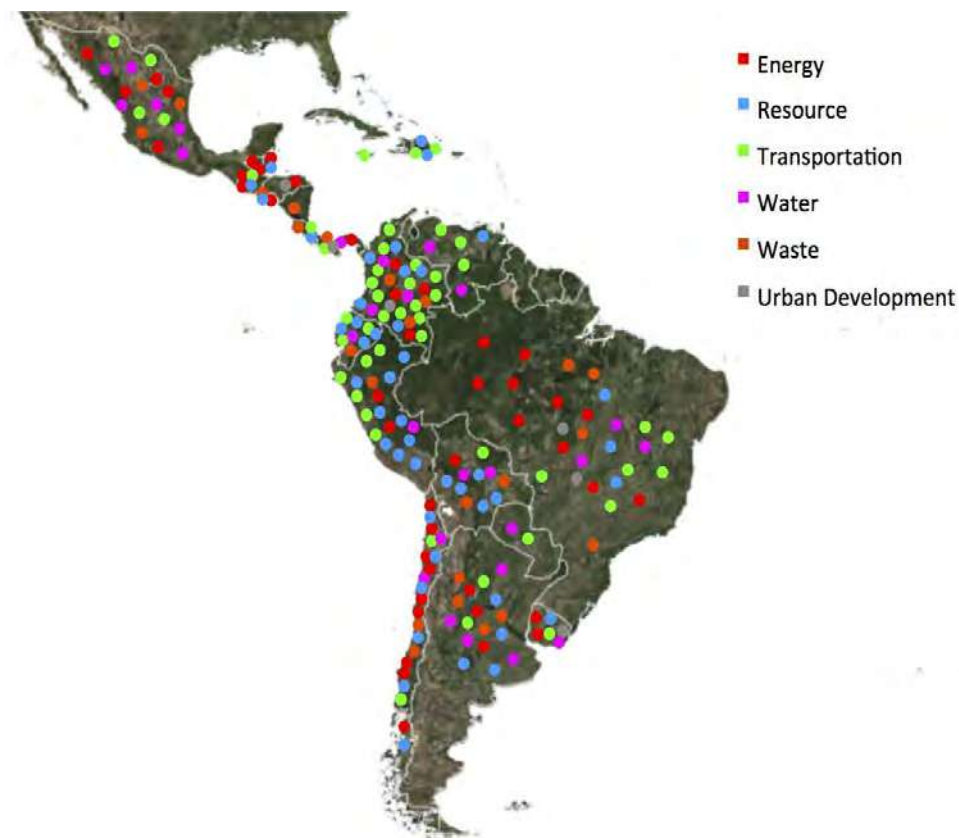 Energy
Resource
Transportation
Water
Waste
Urban Development